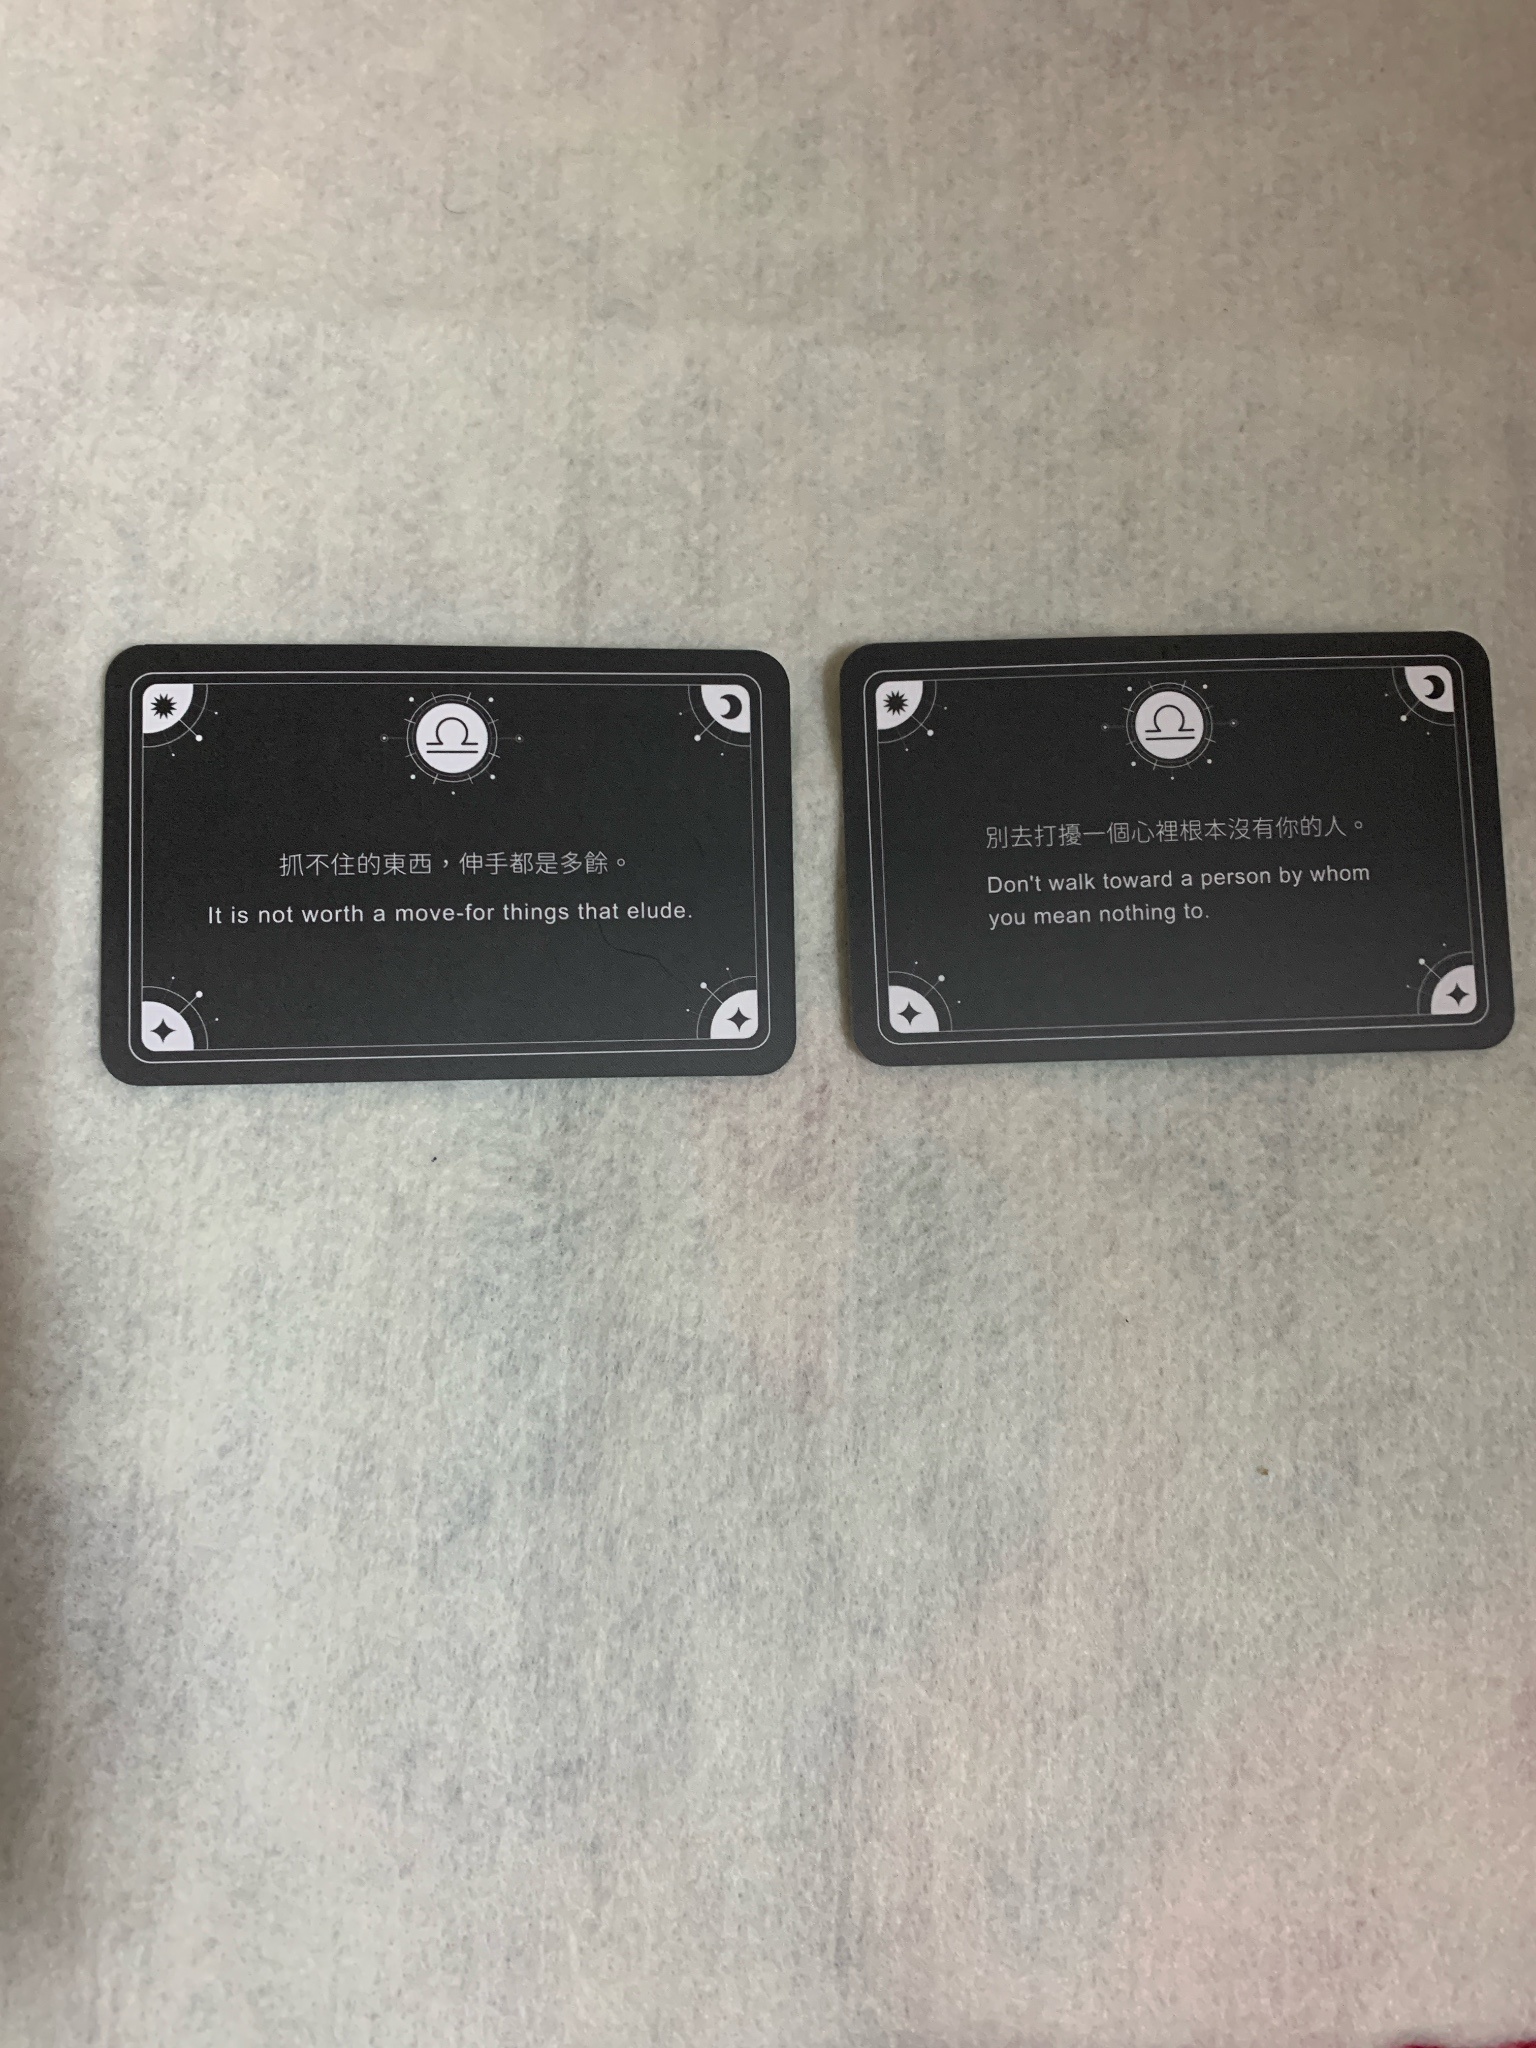 抓不住的東西，伸手都是多餘。
It is not worth a move-for things that elude.
別去打擾一個心裡根本沒有你的人。
Don't walk toward a person by whom
you mean nothing to.